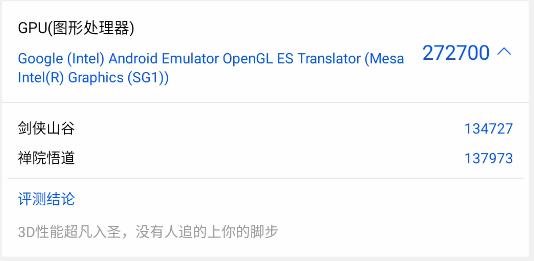 GPU(图形处理器)
Google (Intel) Android Emulator OpenGL ES Translator (Mesa
Intel(R) Graphics (SG1))
272700
剑侠山谷 134727
禅院悟道 137973
评测结论
3D性能超凡入圣，没有人追的上你的脚步